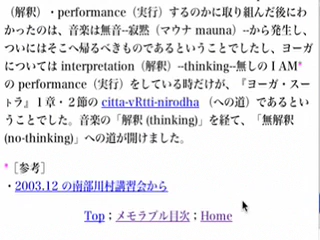 （解釈）・performance（実行）するのかに取り組んだ後にわ
かったのは、音楽は無音--寂黙（マウナ mauna）--から発生し、
ついにはそこへ帰るべきものであるということでしたし、ヨーガ
については interpretation（解釈）--thinking--無しの I AM*
の performance（実行）をしている時だけが、『ヨーガ・スー
トラ』１章・２節の citta-vRtti-nirodha （への道）であるとい
うことでした。音楽の「解釈 (thinking)」を経て、「無解釈
(no-thinking)」への道が開けました。
*［参考］
・2003.12 の南部川村講習会から
Top；メモラブル目次；Home